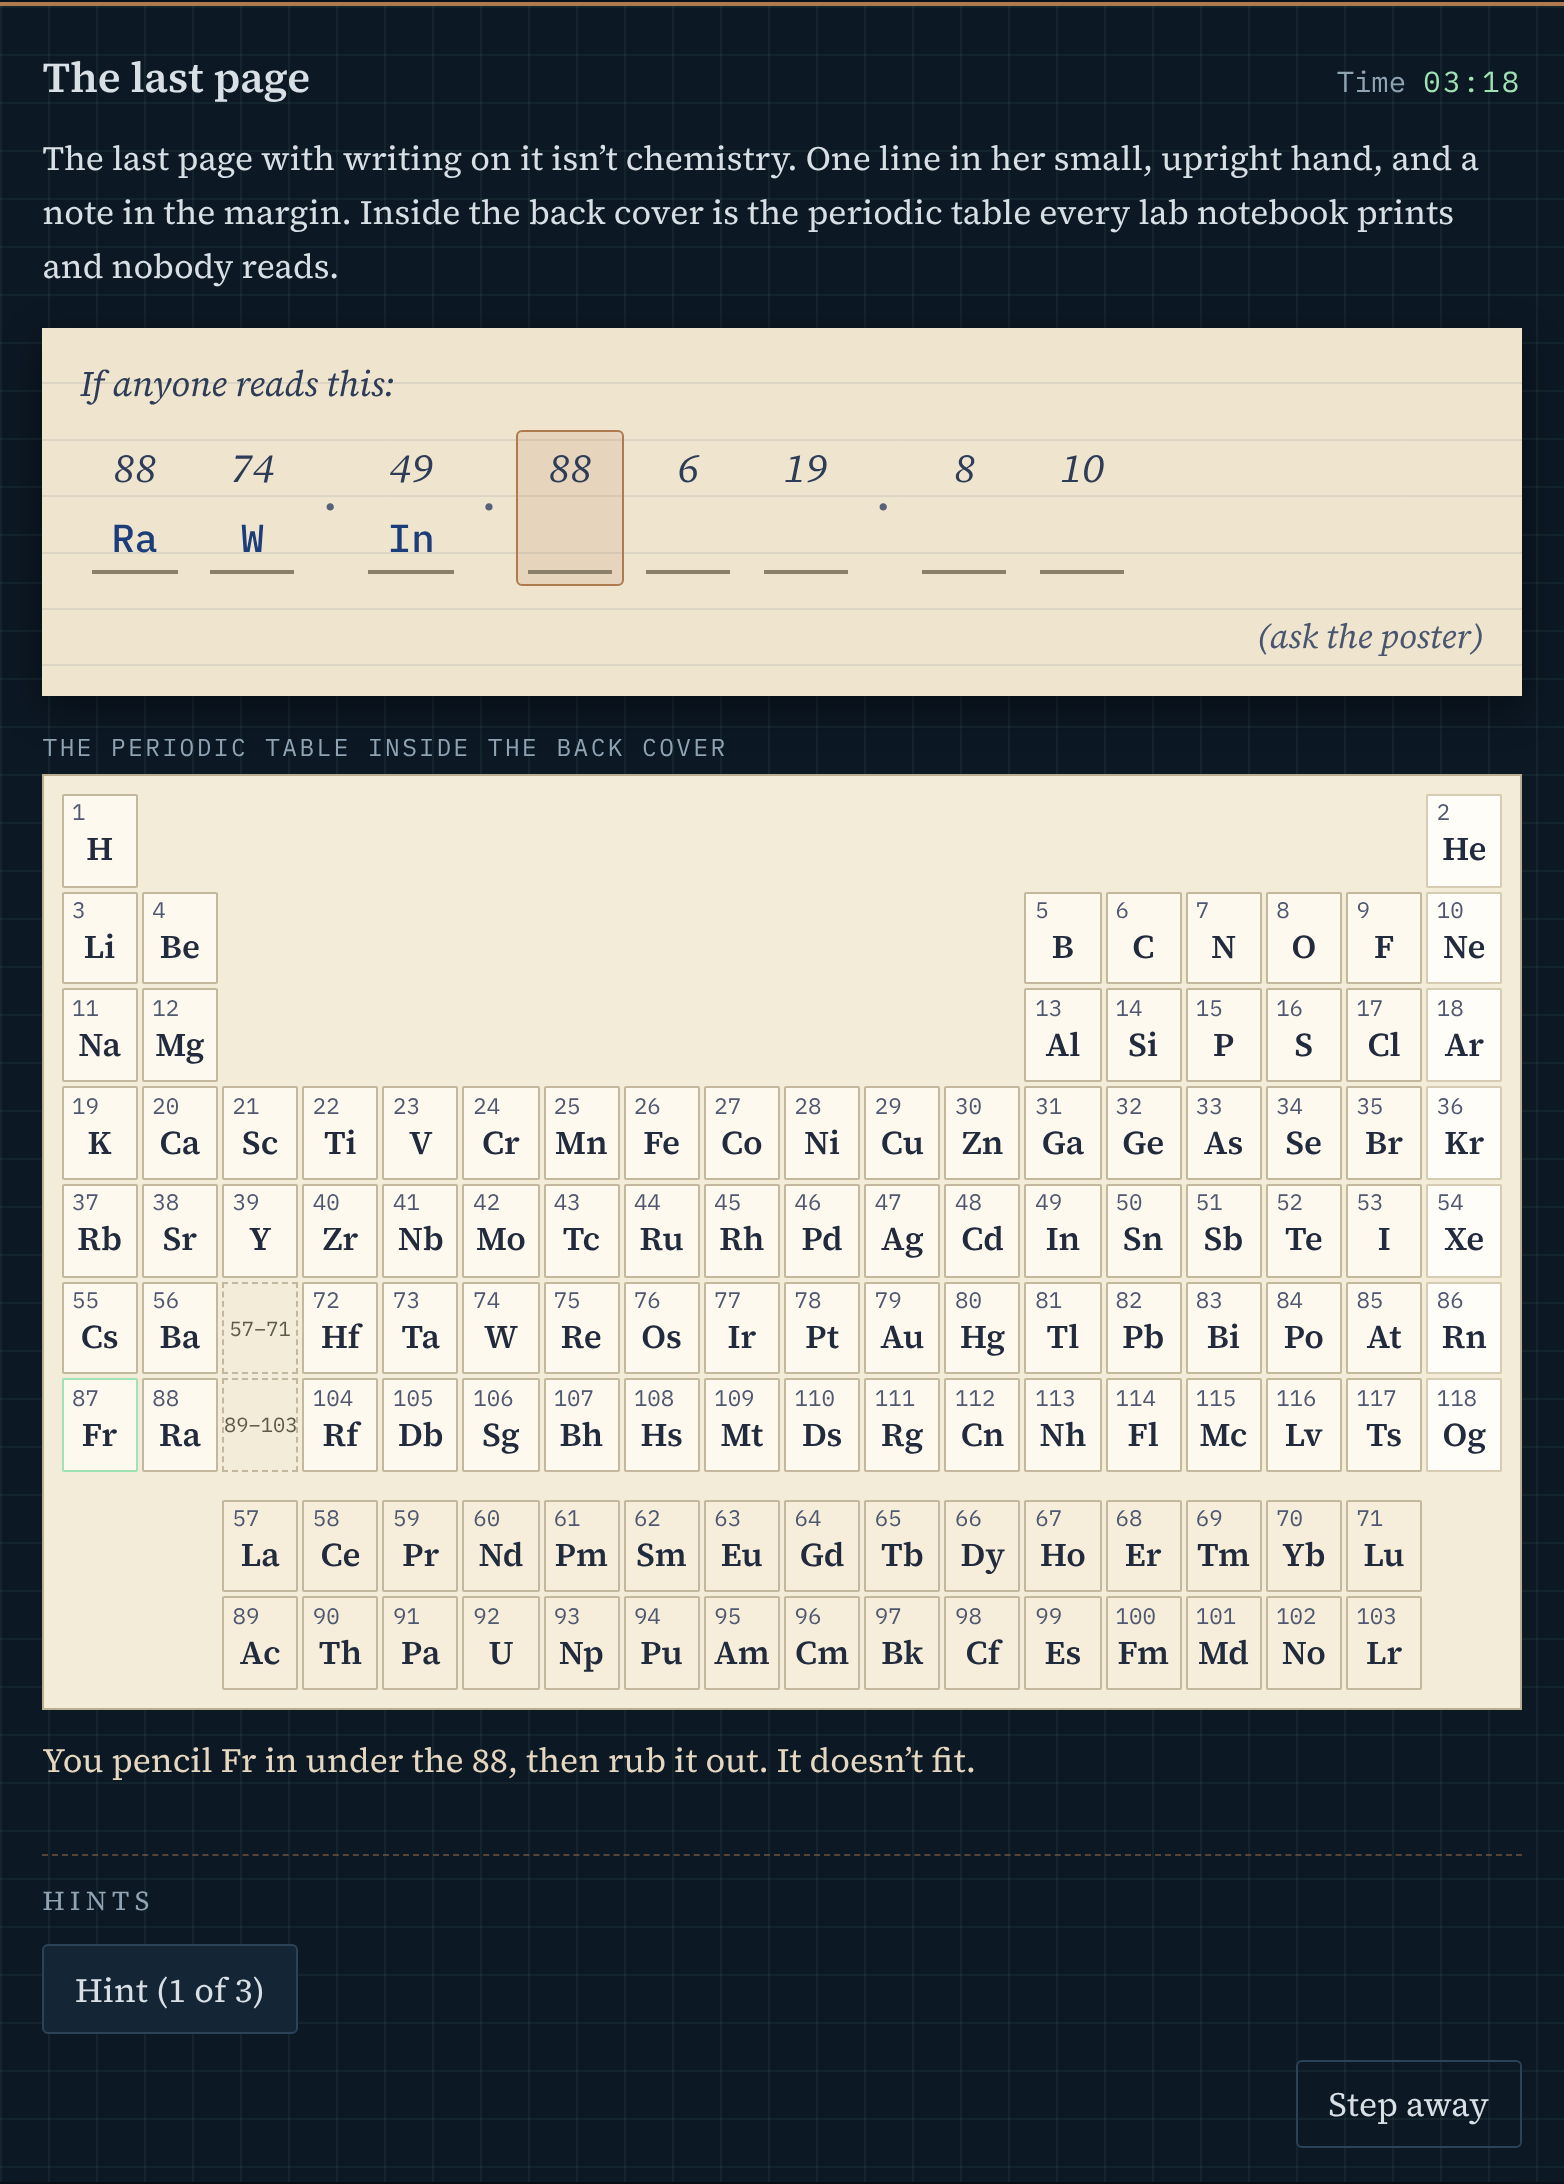 The last page
Time 03:18
The last page with writing on it isn’t chemistry. One line in her small, upright hand, and a
note in the margin. Inside the back cover is the periodic table every lab notebook prints
and nobody reads.
If anyone reads this:
88 74 • 49 • 88 6 19 • 8 10
Ra W In
(ask the poster)
THE PERIODIC TABLE INSIDE THE BACK COVER
1 2
H He
3 4 5 6 7 8 9 10
Li Be B C N O F Ne
11 12 13 14 15 16 17 18
Na Mg Al Si P S Cl Ar
19 20 21 22 23 24 25 26 27 28 29 30 31 32 33 34 35 36
K Ca Sc Ti V Cr Mn Fe Co Ni Cu Zn Ga Ge As Se Br Kr
37 38 39 40 41 42 43 44 45 46 47 48 49 50 51 52 53 54
Rb Sr Y Zr Nb Mo Tc Ru Rh Pd Ag Cd In Sn Sb Te I Xe
55 56 57–71 72 73 74 75 76 77 78 79 80 81 82 83 84 85 86
Cs Ba Hf Ta W Re Os Ir Pt Au Hg Tl Pb Bi Po At Rn
87 88 89–103 104 105 106 107 108 109 110 111 112 113 114 115 116 117 118
Fr Ra Rf Db Sg Bh Hs Mt Ds Rg Cn Nh Fl Mc Lv Ts Og
57 58 59 60 61 62 63 64 65 66 67 68 69 70 71
La Ce Pr Nd Pm Sm Eu Gd Tb Dy Ho Er Tm Yb Lu
89 90 91 92 93 94 95 96 97 98 99 100 101 102 103
Ac Th Pa U Np Pu Am Cm Bk Cf Es Fm Md No Lr
You pencil Fr in under the 88, then rub it out. It doesn’t fit.
HINTS
Hint (1 of 3)
Step away